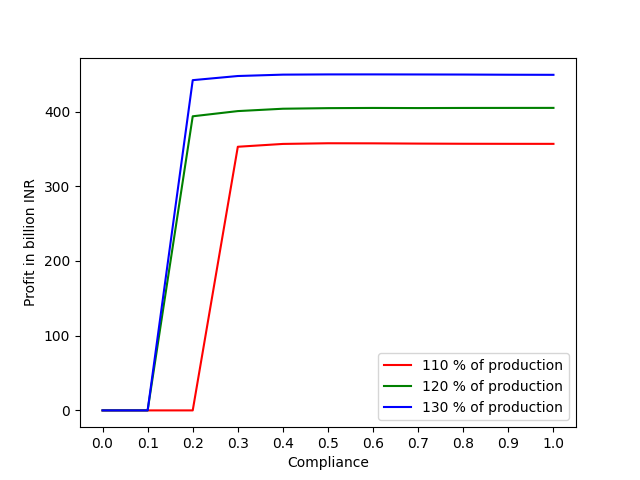 400
300
200
100
0
Profit in billion INR
0.0 0.1 0.2 0.3 0.4 0.5 0.6 0.7 0.8 0.9 1.0
Compliance
110 % of production
120 % of production
130 % of production